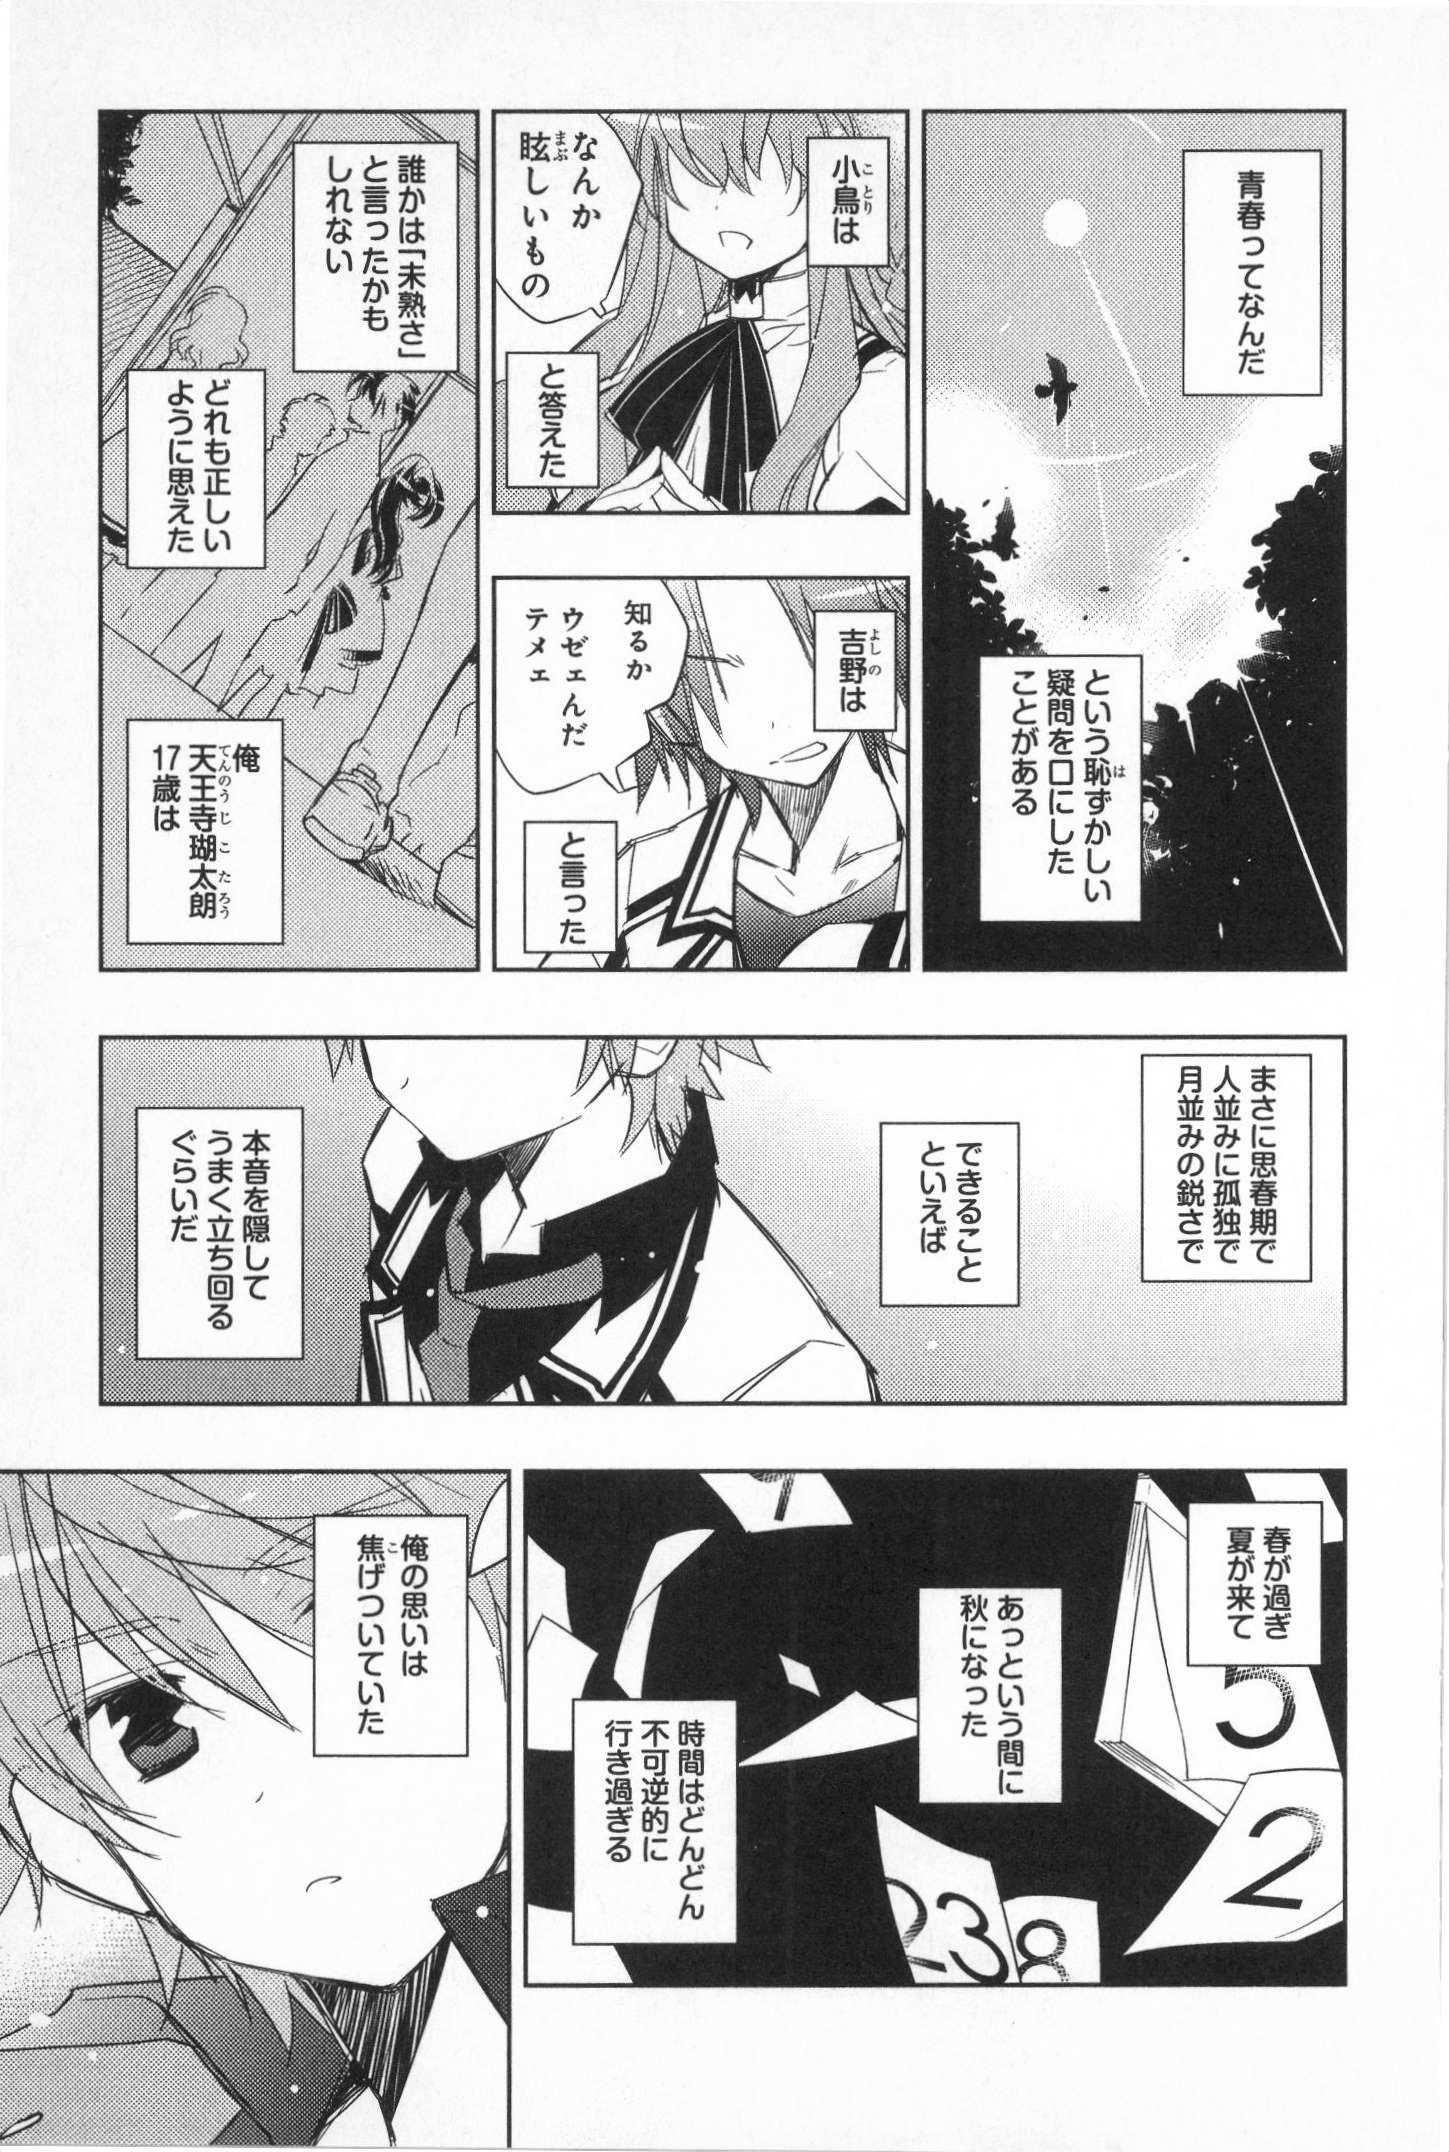 青春ってなんだ
という恥ずかしい
疑問を口にした
ことがある
小鳥は
なんか
眩しいもの
と答えた
吉野は
知るか
ウゼェんだ
テメェ
と言った
誰かは「未熟さ」
と言ったかも
しれない
どれも正しい
ように思えた
俺
天王寺瑚太朗
17歳は
まさに思春期で
人並みに孤独で
月並みの鋭さで
できること
といえば
本音を隠して
うまく立ち回る
ぐらいだ
春が過ぎ
夏が来て
あっという間に
秋になった
時間はどんどん
不可逆的に
行き過ぎる
5
2
23
8
俺の思いは
焦げついていた